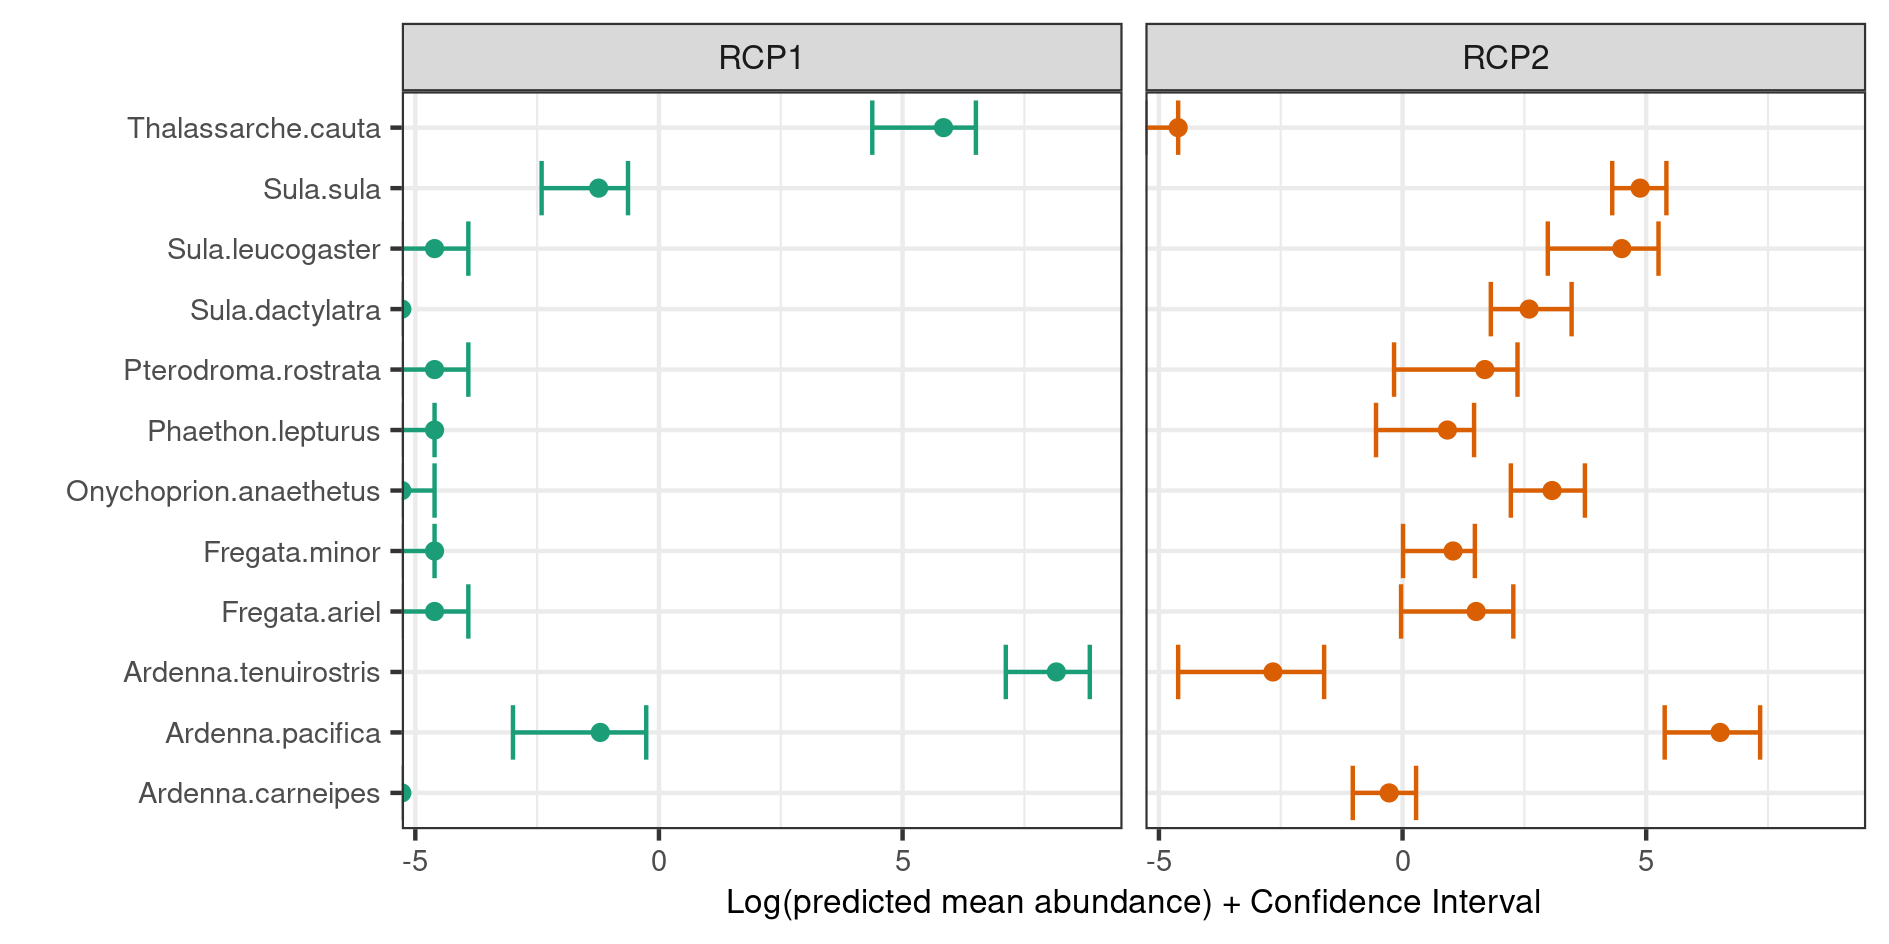 RCP1
RCP2
Thalassarche.cauta
Sula.sula
Sula.leucogaster
Sula.dactylatra
Pterodroma.rostrata
Phaethon.lepturus
Onychoprion.anaethetus
Fregata.minor
Fregata.ariel
Ardenna.tenuirostris
Ardenna.pacifica
Ardenna.carneipes
-5 0 5
-5 0 5
Log(predicted mean abundance) + Confidence Interval